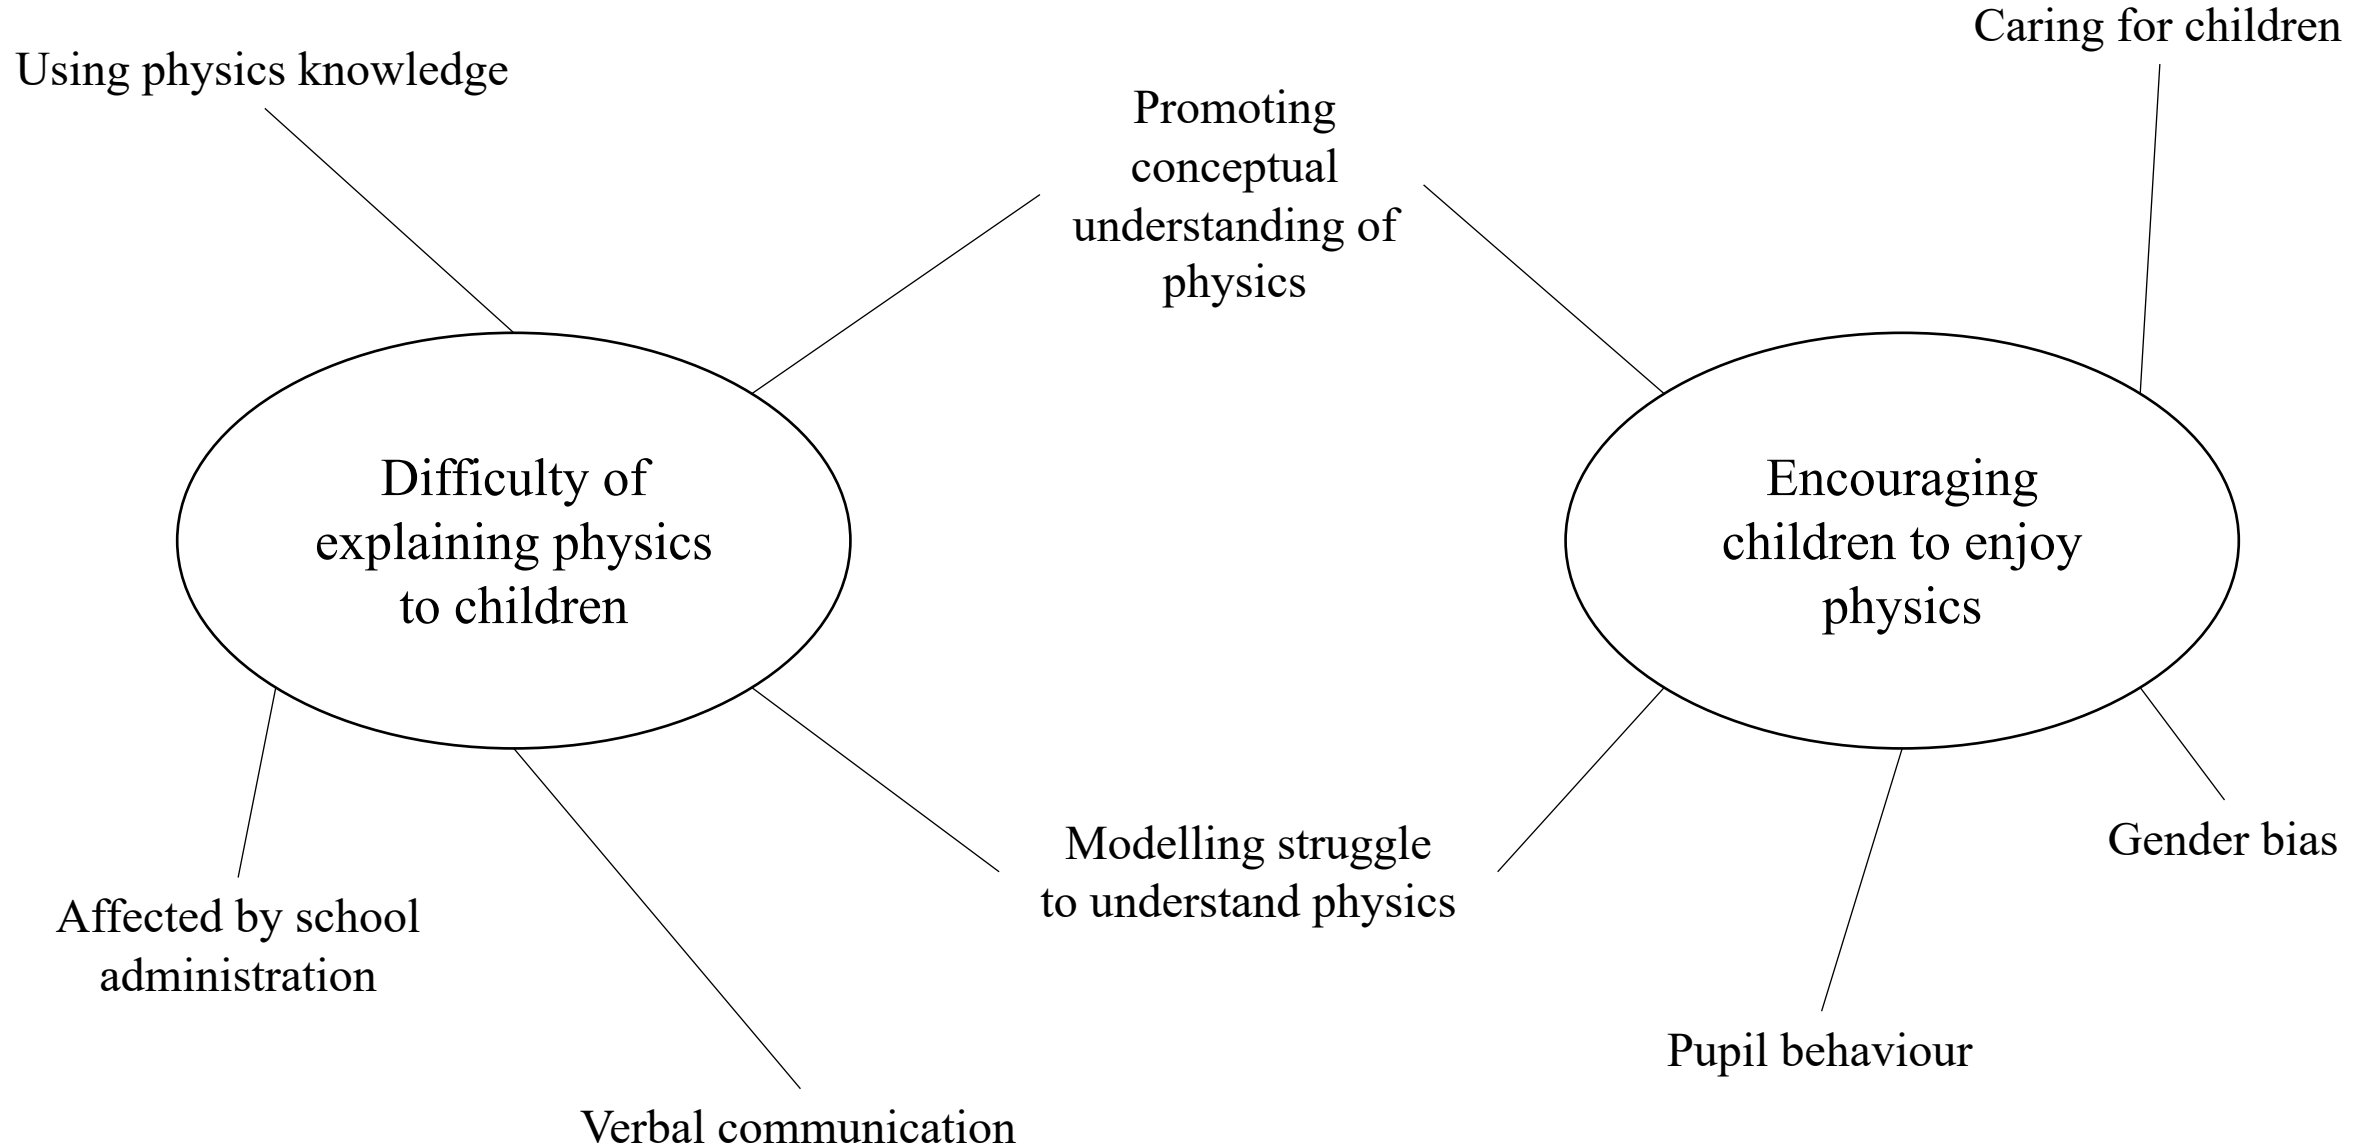 Caring for children
Using physics knowledge
Promoting
conceptual
understanding of
physics
Difficulty of
explaining physics
to children
Encouraging
children to enjoy
physics
Modelling struggle
to understand physics
Gender bias
Affected by school
administration
Pupil behaviour
Verbal communication